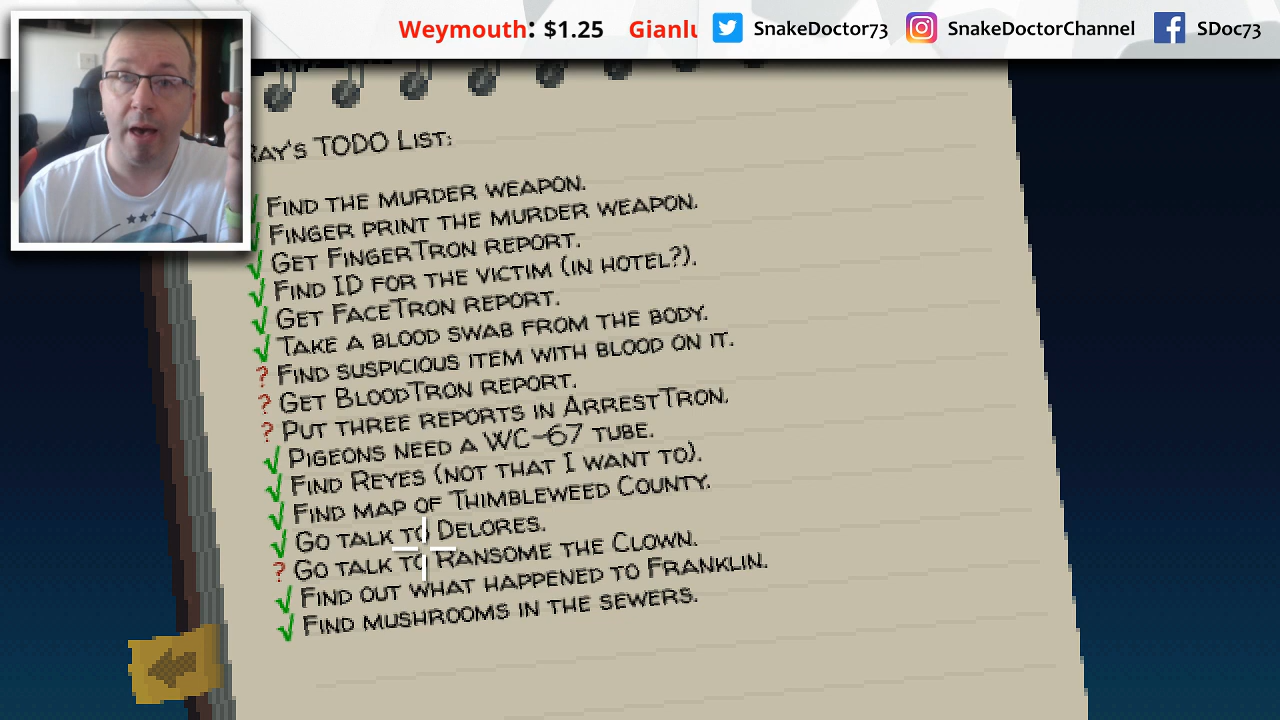 Weymouth: $1.25 Gianlu
SnakeDoctor73 SnakeDoctorChannel SDoc73
Ray's TODO List:
Find the murder weapon.
Finger print the murder weapon.
Get FingerTron report.
Find ID for the victim (in hotel?).
Get FaceTron report.
Take a blood swab from the body.
? Find suspicious item with blood on it.
? Get BloodTron report.
? Put three reports in ArrestTron.
Pigeons need a WC-67 tube.
Find Reyes (not that I want to).
Find map of Thimbleweed County.
Go talk to Delores.
? Go talk to Ransome the Clown.
Find out what happened to Franklin.
Find mushrooms in the sewers.